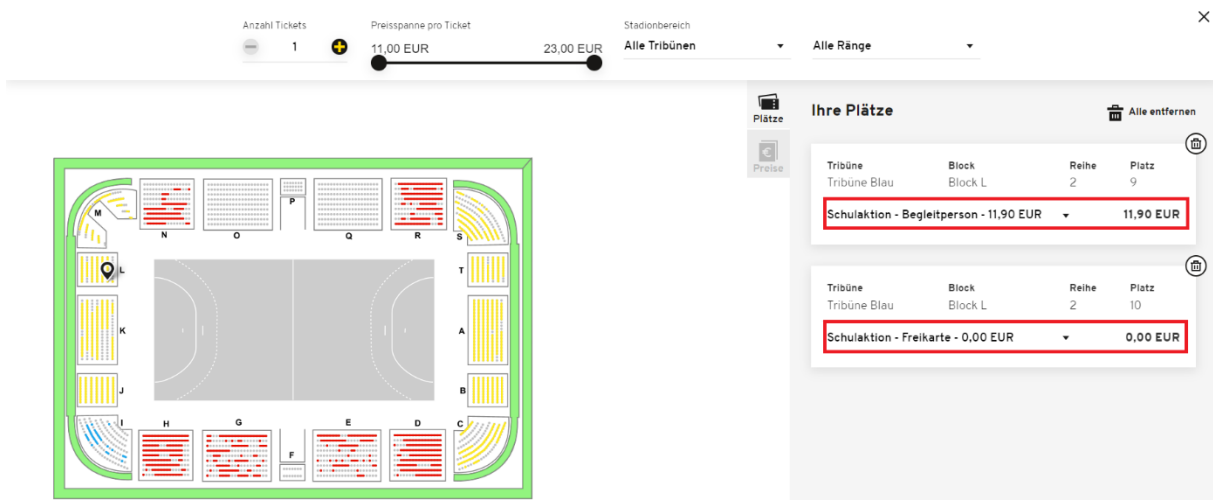 Anzahl Tickets
1
Preisspanne pro Ticket
11,00 EUR 23,00 EUR
Stadionbereich
Alle Tribünen
Alle Ränge
Plätze
Preise
Ihre Plätze
Alle entfernen
Tribüne Block Reihe Platz
Tribüne Blau Block L 2 9
Schulaktion - Begleitperson - 11,90 EUR 11,90 EUR
Tribüne Block Reihe Platz
Tribüne Blau Block L 2 10
Schulaktion - Freikarte - 0,00 EUR 0,00 EUR
P
M
N O Q R S
L T
K A
J B
I H G E D C
F